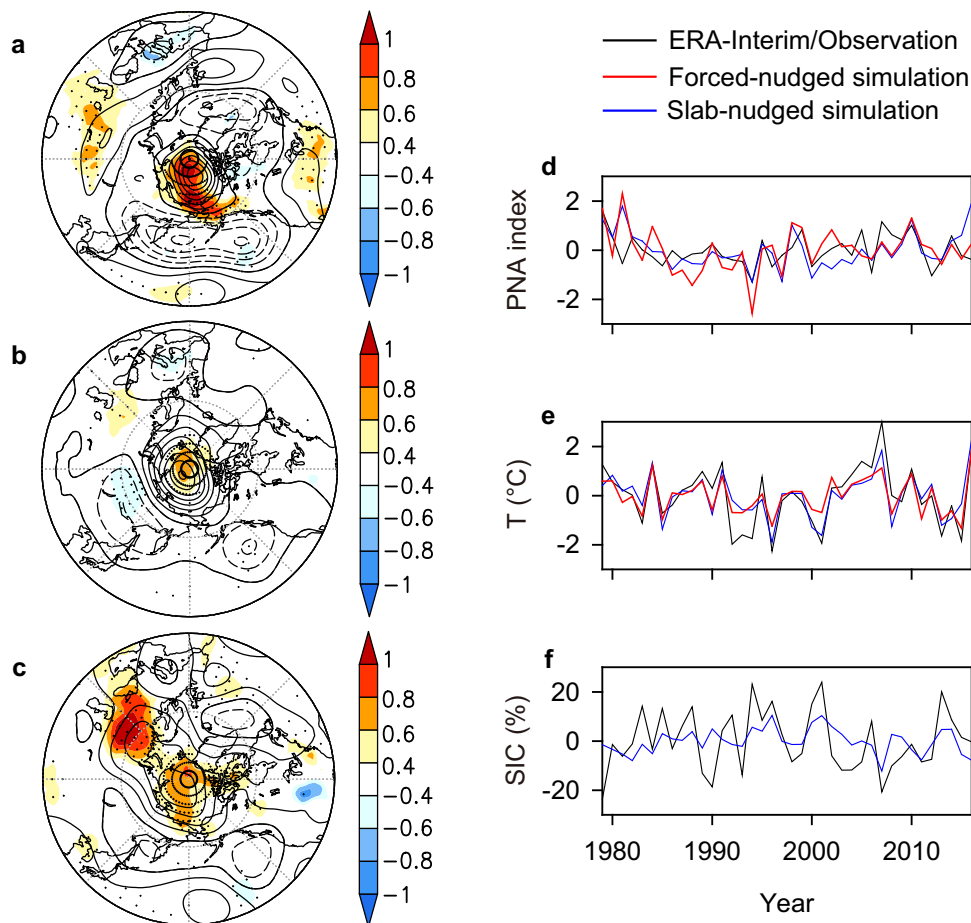 a
1
0.8
0.6
0.4
−0.4
−0.6
−0.8
−1
b
1
0.8
0.6
0.4
−0.4
−0.6
−0.8
−1
c
1
0.8
0.6
0.4
−0.4
−0.6
−0.8
−1
ERA-Interim/Observation
Forced-nudged simulation
Slab-nudged simulation
d
PNA index
2
0
-2
e
T (°C)
2
0
-2
f
SIC (%)
20
0
-20
1980 1990 2000 2010
Year